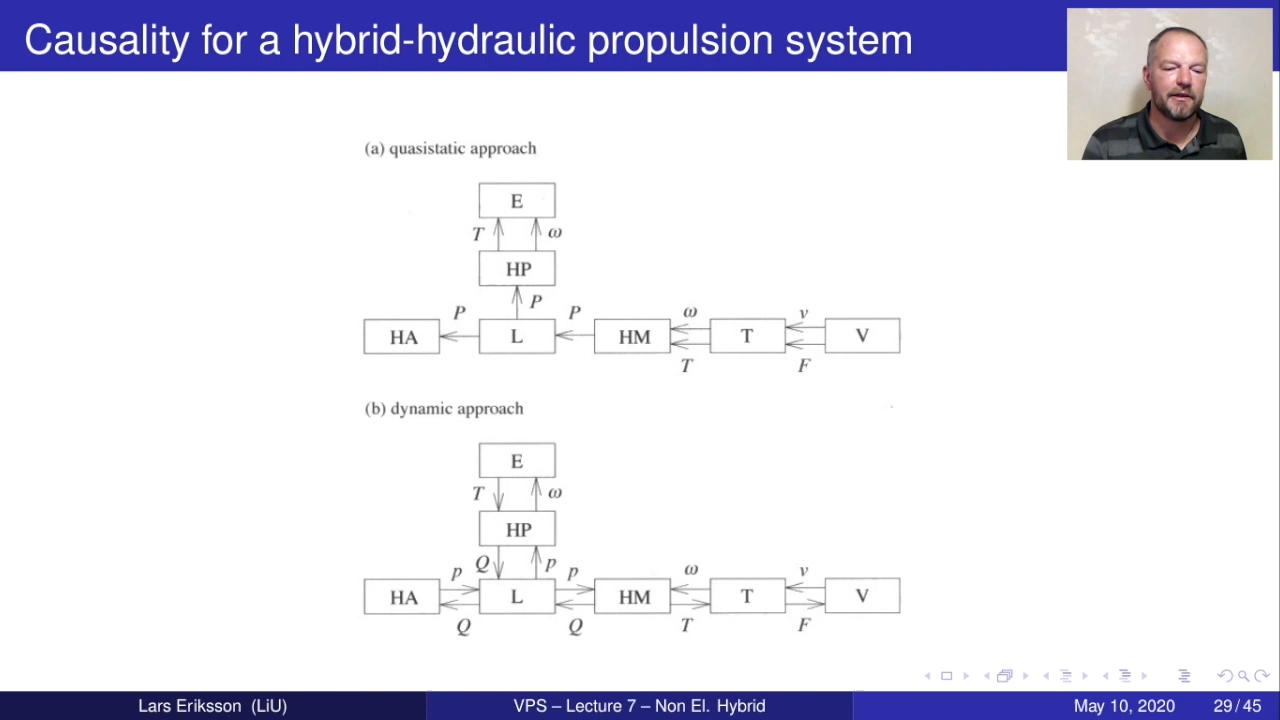 Causality for a hybrid-hydraulic propulsion system
(a) quasistatic approach
E
T ω
HP
P P P
HA L HM ω T v V
T F
(b) dynamic approach
E
T ω
HP
p Q p p ω v
HA L HM T V
Q Q T F
Lars Eriksson (LiU) VPS – Lecture 7 – Non El. Hybrid May 10, 2020 29 / 45